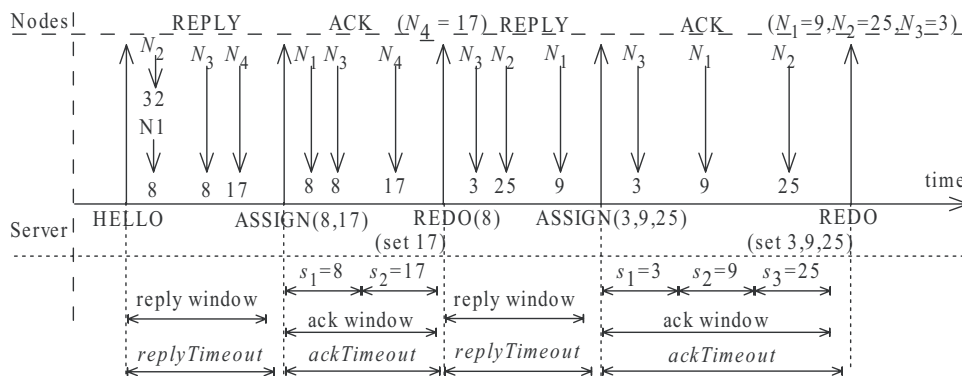 Nodes REPLY ACK (N4 = 17) REPLY ACK (N1=9,N2=25,N3=3)
N2 N3 N4 N1 N3 N4 N3 N2 N1 N3 N1 N2
32
N1
8 8 17 8 8 17 3 25 9 3 9 25
time
HELLO ASSIGN(8,17) REDO(8) ASSIGN(3,9,25) REDO
Server (set 17) (set 3,9,25)
s1=8 s2=17 s1=3 s2=9 s3=25
reply window ack window reply window ack window
replyTimeout ackTimeout replyTimeout ackTimeout